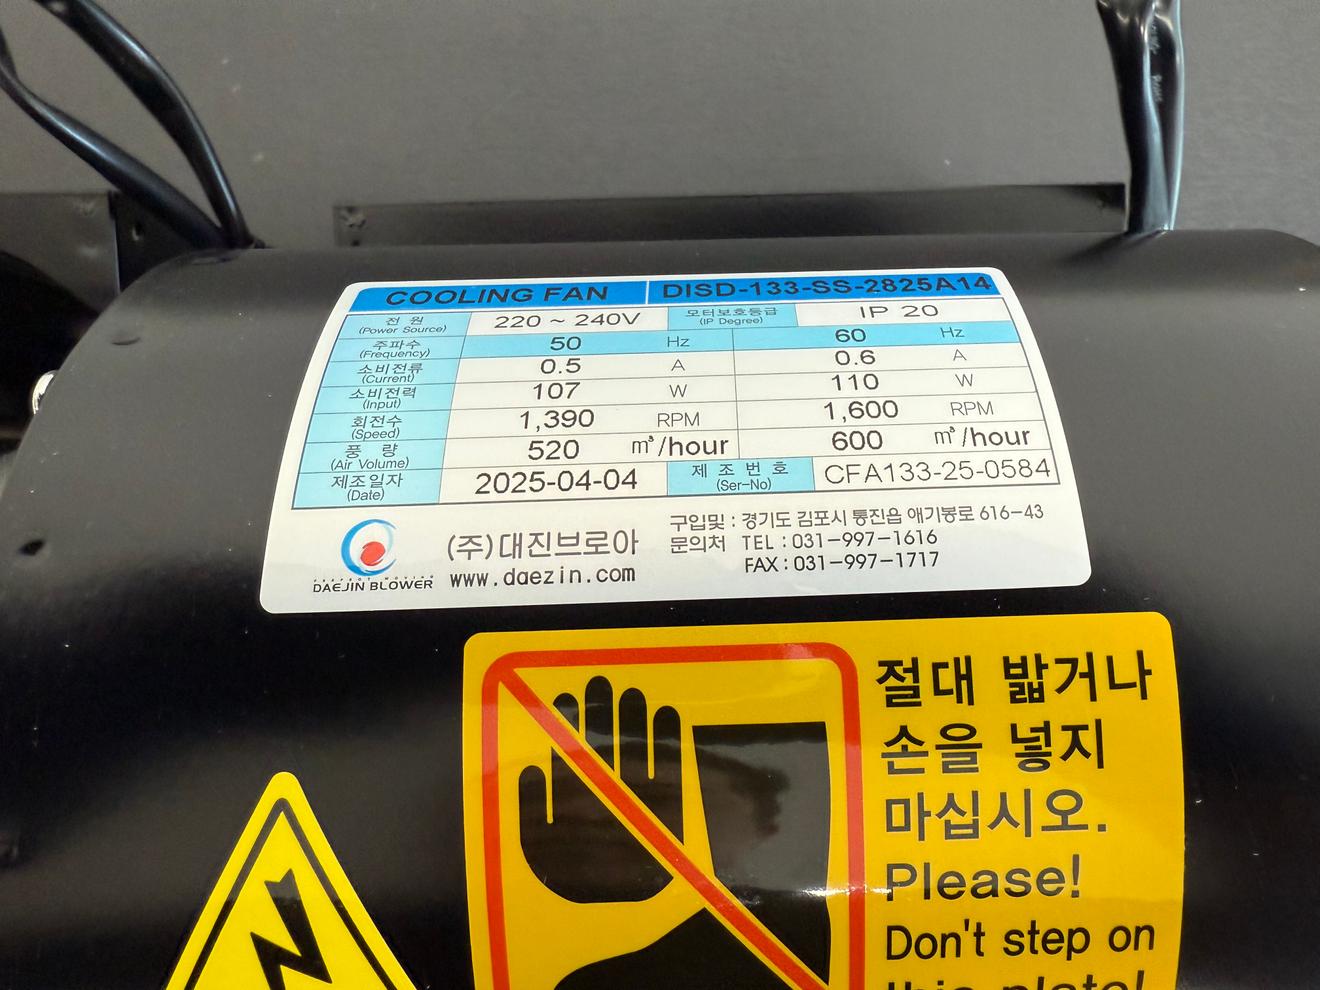 COOLING FAN DISD-133-SS-2825A14
전 원 (Power Source) 220 ~ 240V 모터보호등급 (IP Degree) IP 20
주파수 (Frequency) 50 Hz 60 Hz
소비전류 (Current) 0.5 A 0.6 A
소비전력 (Input) 107 W 110 W
회전수 (Speed) 1,390 RPM 1,600 RPM
풍 량 (Air Volume) 520 m³/hour 600 m³/hour
제조일자 (Date) 2025-04-04 제 조 번 호 (Ser-No) CFA133-25-0584
DAEJIN BLOWER
(주)대진브로아
www.daezin.com
구입및 : 경기도 김포시 통진읍 애기봉로 616-43
문의처 TEL : 031-997-1616
FAX : 031-997-1717
절대 밟거나
손을 넣지
마십시오.
Please!
Don't step on
this plate!